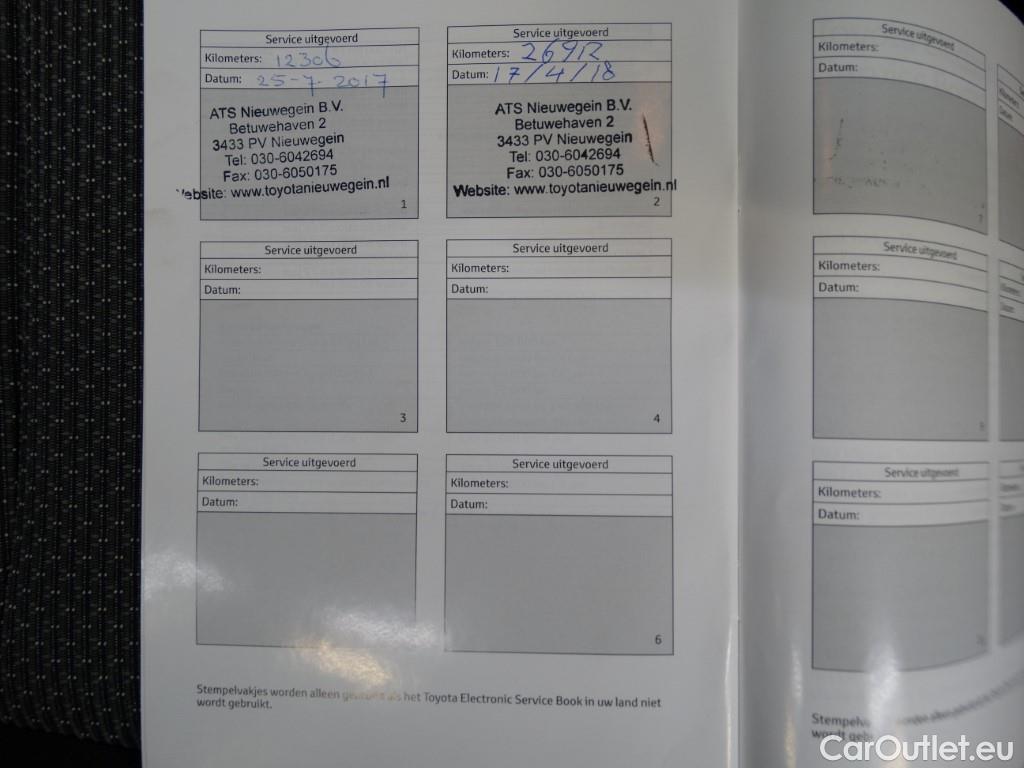 Service uitgevoerd
Kilometers: 12306
Datum: 25-7-2017
ATS Nieuwegein B.V.
Betuwehaven 2
3433 PV Nieuwegein
Tel: 030-6042694
Fax: 030-6050175
Website: www.toyotanieuwegein.nl
1
Service uitgevoerd
Kilometers:
Datum: 17/4/18
ATS Nieuwegein B.V.
Betuwehaven 2
3433 PV Nieuwegein
Tel: 030-6042694
Fax: 030-6050175
Website: www.toyotanieuwegein.nl
2
Service uitgevoerd
Kilometers:
Datum:
3
Service uitgevoerd
Kilometers:
Datum:
4
Service uitgevoerd
Kilometers:
Datum:
Service uitgevoerd
Kilometers:
Datum:
6
Stempelvakjes worden alleen als het Toyota Electronic Service Book in uw land niet
wordt gebruikt.
Service uitgevoerd
Kilometers:
Datum:
Service uitgevoerd
Kilometers:
Datum:
Service uitgevoerd
Kilometers:
Datum:
CarOutlet.eu